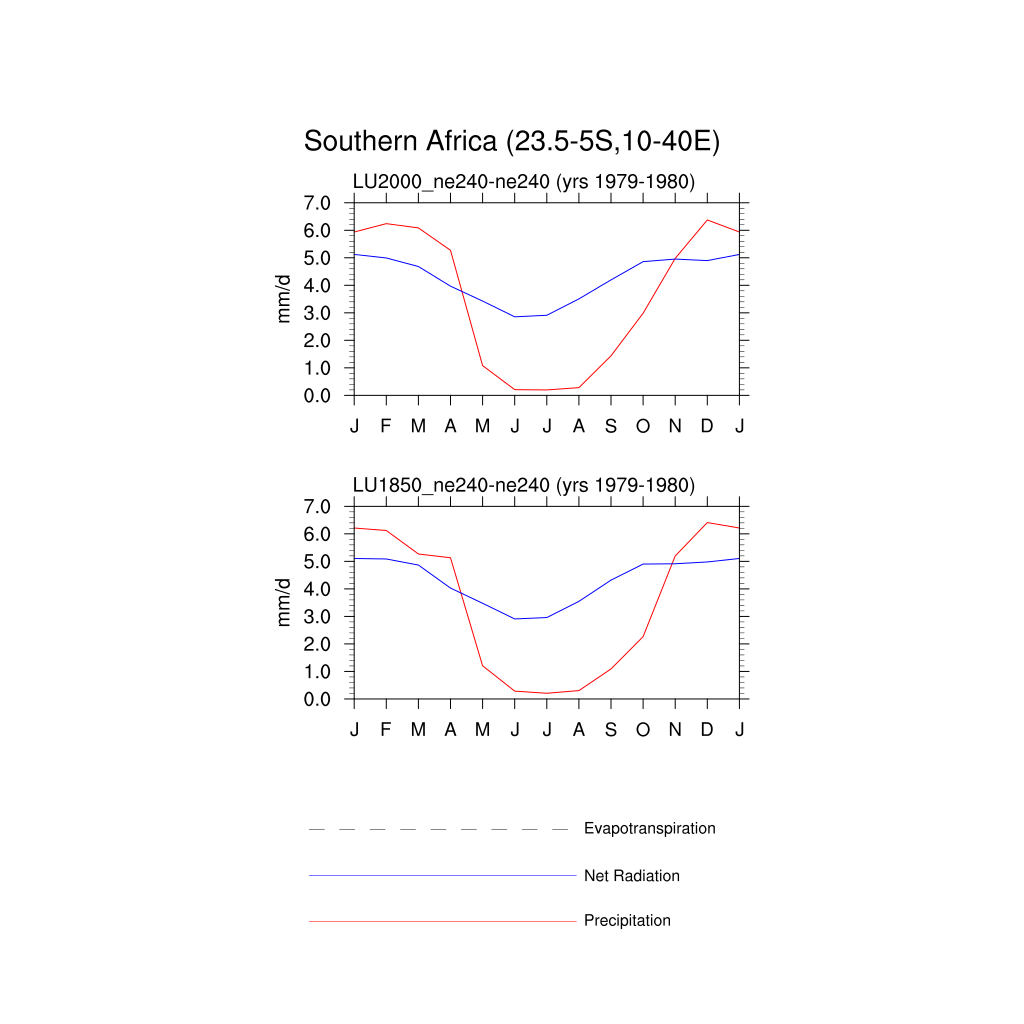 Southern Africa (23.5-5S,10-40E)
LU2000_ne240-ne240 (yrs 1979-1980)
7.0
6.0
5.0
4.0
3.0
2.0
1.0
0.0
mm/d
J F M A M J J A S O N D J
LU1850_ne240-ne240 (yrs 1979-1980)
7.0
6.0
5.0
4.0
3.0
2.0
1.0
0.0
mm/d
J F M A M J J A S O N D J
Evapotranspiration
Net Radiation
Precipitation